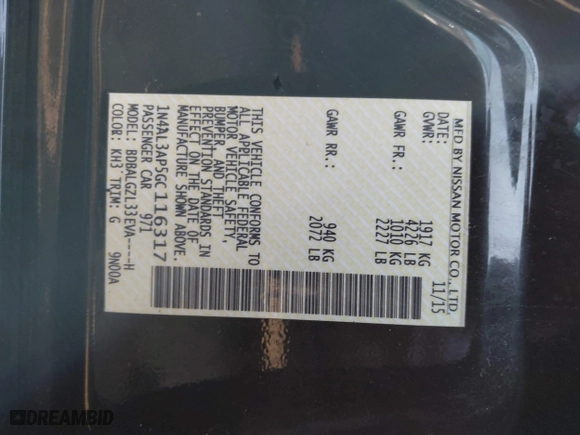 MFD BY NISSAN MOTOR CO., LTD.
DATE: 11/15
GVWR: 1917 KG
4226 LB
GAWR FR: 1010 KG
2227 LB
GAWR RR: 940 KG
2072 LB
THIS VEHICLE CONFORMS TO
ALL APPLICABLE FEDERAL
MOTOR VEHICLE SAFETY,
BUMPER, AND THEFT
PREVENTION STANDARDS IN
EFFECT ON THE DATE OF
MANUFACTURE SHOWN ABOVE.
1N4AL3AP5GC116317
PASSENGER CAR 971
MODEL: BDBALGZL33EVA----H
COLOR: KH3 TRIM: G 9N00A
DREAMBID